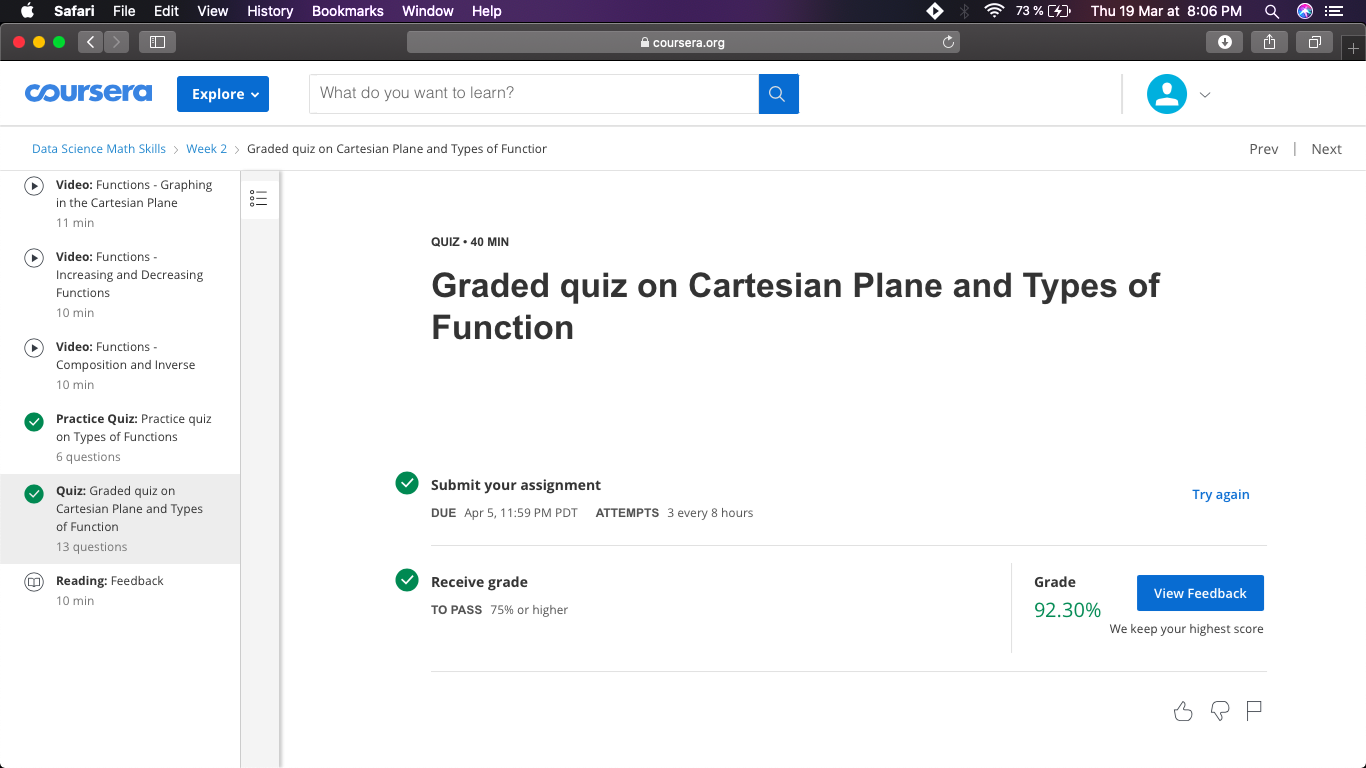 Safari File Edit View History Bookmarks Window Help 73 % Thu 19 Mar at 8:06 PM
coursera.org
coursera Explore What do you want to learn?
Data Science Math Skills > Week 2 > Graded quiz on Cartesian Plane and Types of Functior Prev | Next
Video: Functions - Graphing
in the Cartesian Plane
11 min
Video: Functions -
Increasing and Decreasing
Functions
10 min
Video: Functions -
Composition and Inverse
10 min
Practice Quiz: Practice quiz
on Types of Functions
6 questions
Quiz: Graded quiz on
Cartesian Plane and Types
of Function
13 questions
Reading: Feedback
10 min
QUIZ • 40 MIN
Graded quiz on Cartesian Plane and Types of
Function
Submit your assignment
DUE Apr 5, 11:59 PM PDT ATTEMPTS 3 every 8 hours
Try again
Receive grade
TO PASS 75% or higher
Grade
92.30%
View Feedback
We keep your highest score